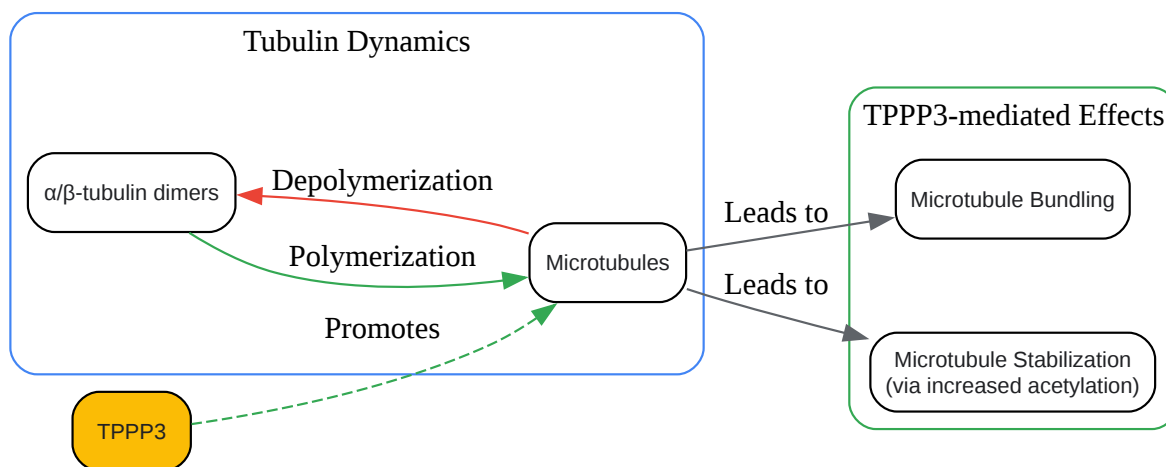 Tubulin Dynamics
TPPP3-mediated Effects
α/β-tubulin dimers
Depolymerization
Polymerization
Microtubules
Promotes
TPPP3
Leads to
Leads to
Microtubule Bundling
Microtubule Stabilization
(via increased acetylation)